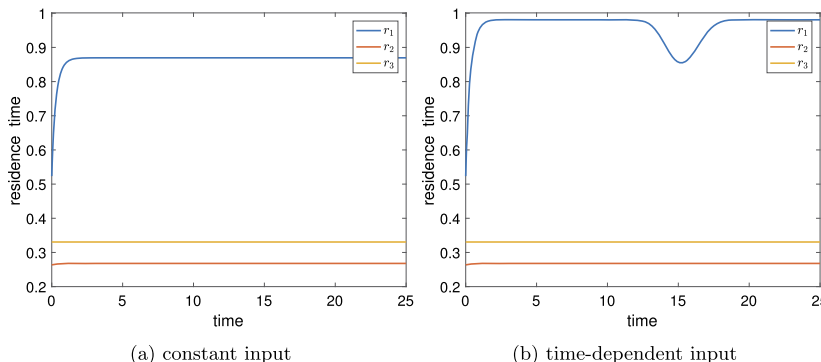 1
0.9
0.8
0.7
0.6
0.5
0.4
0.3
0.2
residence time
0 5 10 15 20 25
time
r1
r2
r3
(a) constant input
1
0.9
0.8
0.7
0.6
0.5
0.4
0.3
0.2
residence time
0 5 10 15 20 25
time
r1
r2
r3
(b) time-dependent input